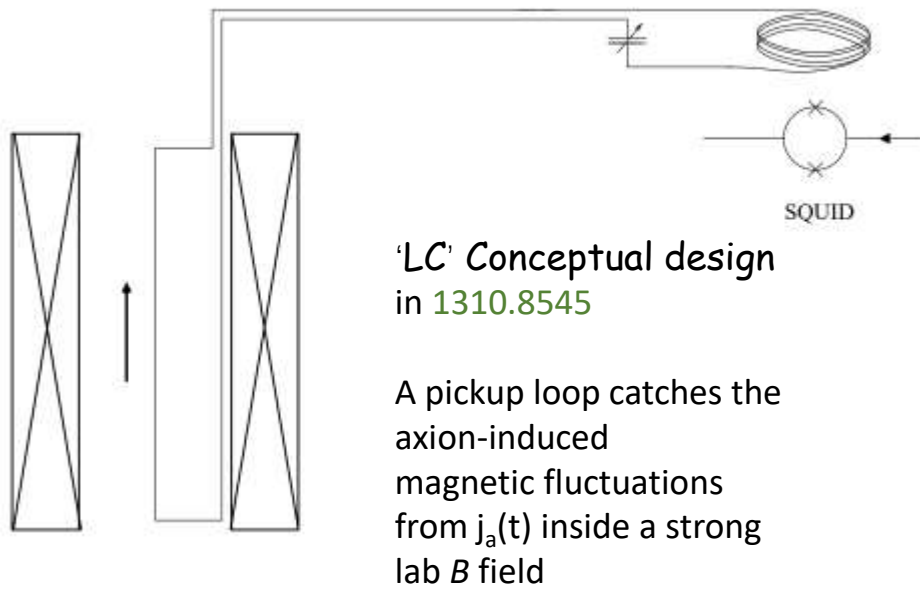 SQUID
‘LC’ Conceptual design
in 1310.8545
A pickup loop catches the
axion-induced
magnetic fluctuations
from jₐ(t) inside a strong
lab B field